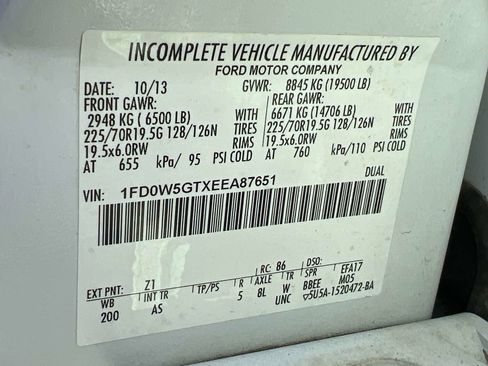 INCOMPLETE VEHICLE MANUFACTURED BY
FORD MOTOR COMPANY
DATE: 10/13 GVWR: 8845 KG (19500 LB)
FRONT GAWR: REAR GAWR:
2948 KG ( 6500 LB) WITH 6671 KG (14706 LB) WITH
225/70R19.5G 128/126N TIRES 225/70R19.5G 128/126N TIRES
19.5x6.0RW RIMS 19.5x6.0RW RIMS
AT 655 kPa/ 95 PSI COLD AT 760 kPa/110 PSI COLD
VIN: 1FD0W5GTXEEA87651 DUAL
EXT PNT: Z1 RC: 86 DSO:
WB INT TR TP/PS R AXLE TR SPR EFA17
200 AS 5 8L W BBEE M05
UNC ▽5U5A-1520472-BA